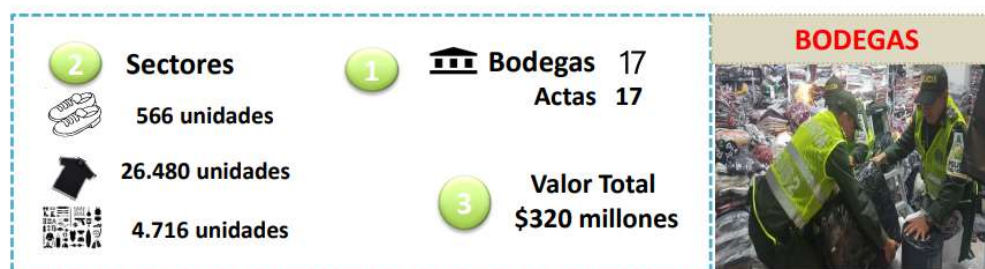 2 Sectores
566 unidades
26.480 unidades
4.716 unidades
1 Bodegas 17
Actas 17
3 Valor Total
$320 millones
BODEGAS